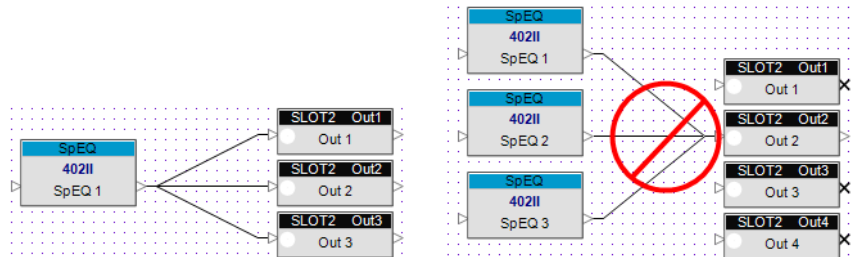 SpEQ
402II
SpEQ 1
SLOT2 Out1
Out 1
SLOT2 Out2
Out 2
SLOT2 Out3
Out 3
SpEQ
402II
SpEQ 1
SpEQ
402II
SpEQ 2
SpEQ
402II
SpEQ 3
SLOT2 Out1
Out 1
SLOT2 Out2
Out 2
SLOT2 Out3
Out 3
SLOT2 Out4
Out 4